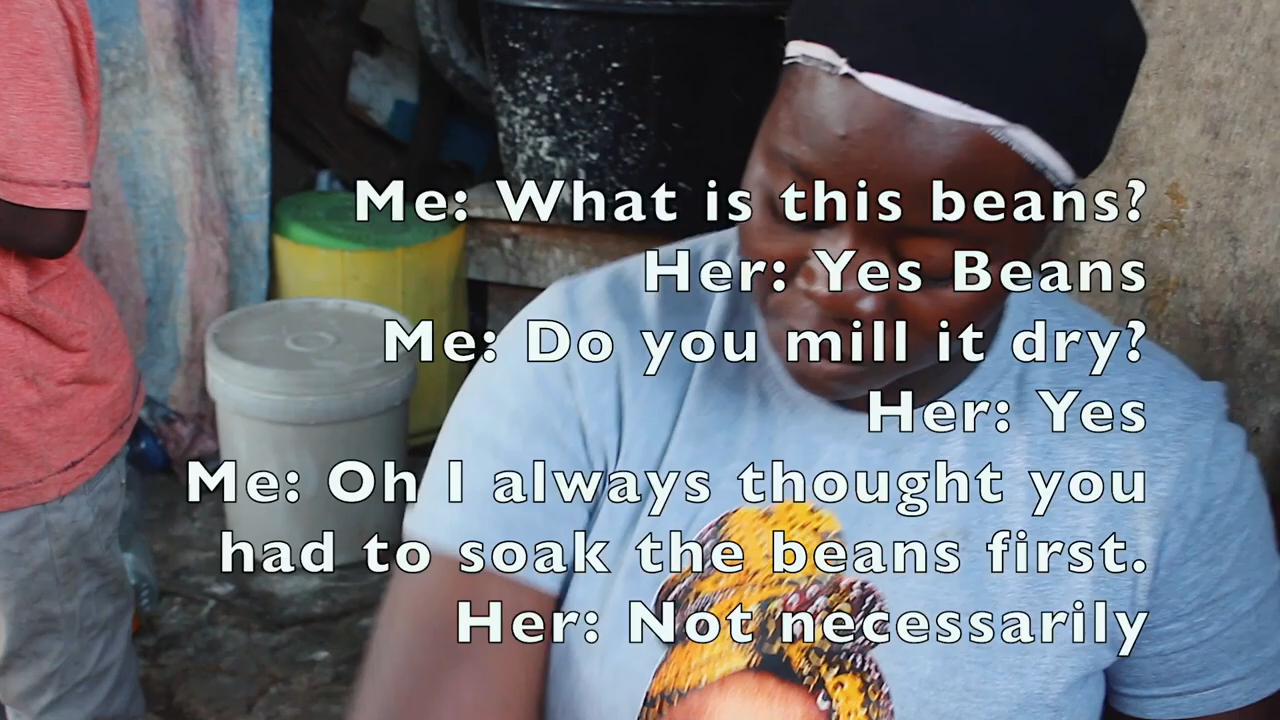 Me: What is this beans?
Her: Yes Beans
Me: Do you mill it dry?
Her: Yes
Me: Oh I always thought you
had to soak the beans first.
Her: Not necessarily